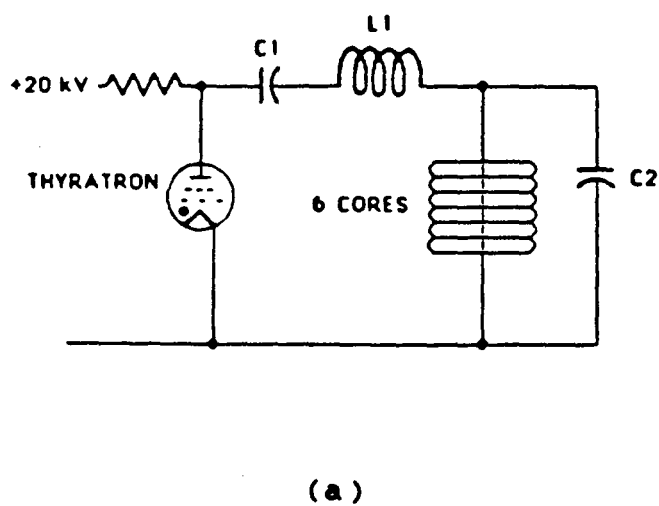 L1
C1
+20 kV
THYRATRON
6 CORES
C2
(a)